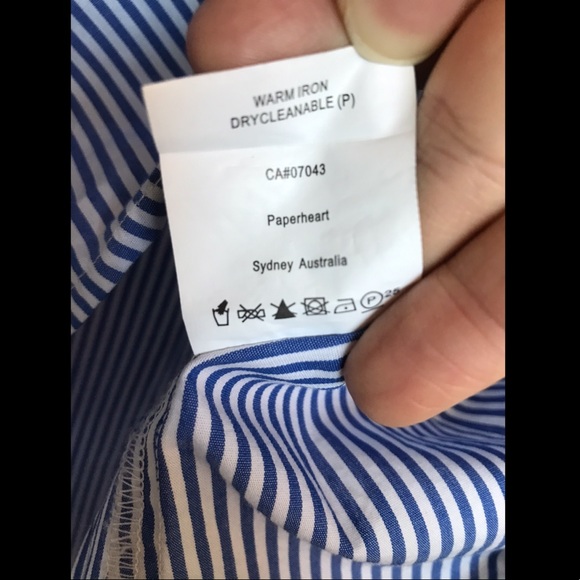 WARM IRON
DRYCLEANABLE (P)
CA#07043
Paperheart
Sydney Australia
P